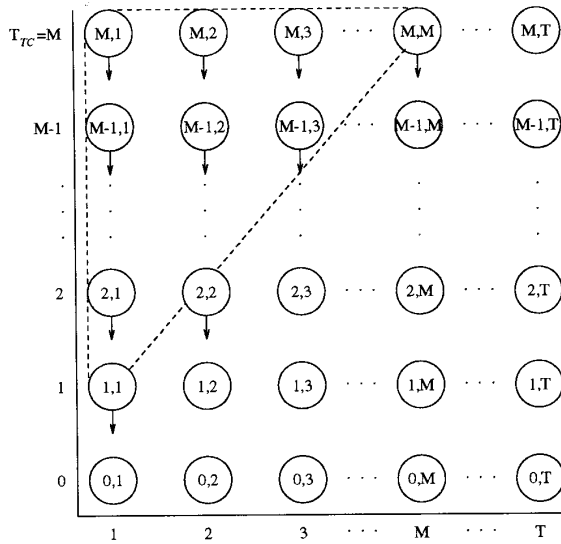 T_TC=M M,1 M,2 M,3 · · · M,M · · · M,T
M-1 M-1,1 M-1,2 M-1,3 · · · M-1,M · · · M-1,T
2 2,1 2,2 2,3 · · · 2,M · · · 2,T
1 1,1 1,2 1,3 · · · 1,M · · · 1,T
0 0,1 0,2 0,3 · · · 0,M · · · 0,T
1 2 3 · · · M · · · T